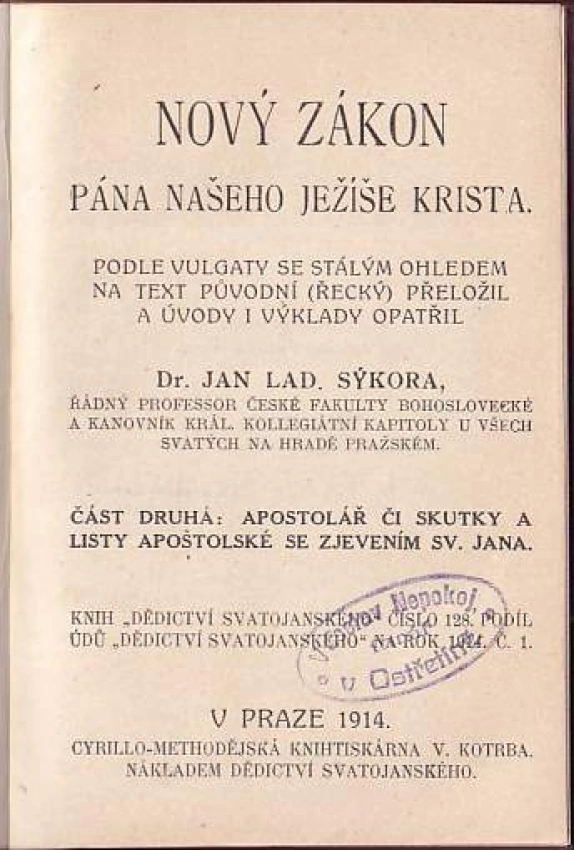 NOVÝ ZÁKON
PÁNA NAŠEHO JEŽÍŠE KRISTA.
PODLE VULGATY SE STÁLÝM OHLEDEM
NA TEXT PŮVODNÍ (ŘECKÝ) PŘELOŽIL
A ÚVODY I VÝKLADY OPATŘIL
Dr. JAN LAD. SÝKORA,
ŘÁDNÝ PROFESSOR ČESKÉ FAKULTY BOHOSLOVECKÉ
A KANOVNÍK KRÁL. KOLLEGIÁTNÍ KAPITOLY U VŠECH
SVATÝCH NA HRADĚ PRAŽSKÉM.
ČÁST DRUHÁ: APOSTOLÁŘ ČI SKUTKY A
LISTY APOŠTOLSKÉ SE ZJEVENÍM SV. JANA.
KNIH „DĚDICTVÍ SVATOJANSKÉHO“ ČÍSLO 128. PODÍL
ÚDŮ „DĚDICTVÍ SVATOJANSKÉHO“ NA ROK 1914. Č. 1.
Nepokoj
v Ostřetíně
V PRAZE 1914.
CYRILLO-METHODĚJSKÁ KNIHTISKÁRNA V. KOTRBA.
NÁKLADEM DĚDICTVÍ SVATOJANSKÉHO.